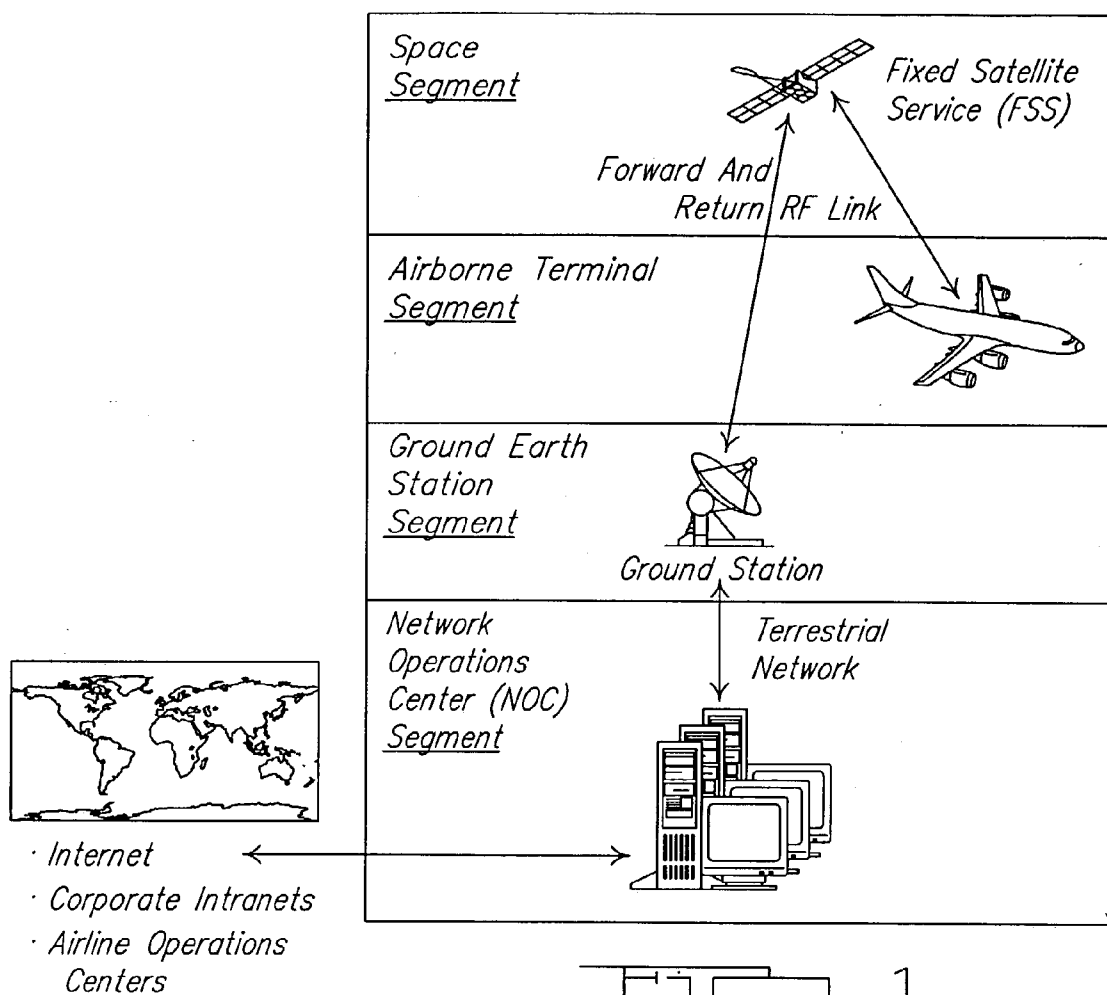 Space
Segment
Fixed Satellite
Service (FSS)
Forward And
Return RF Link
Airborne Terminal
Segment
Ground Earth
Station
Segment
Ground Station
Network
Operations
Center (NOC)
Segment
Terrestrial
Network
· Internet
· Corporate Intranets
· Airline Operations
Centers